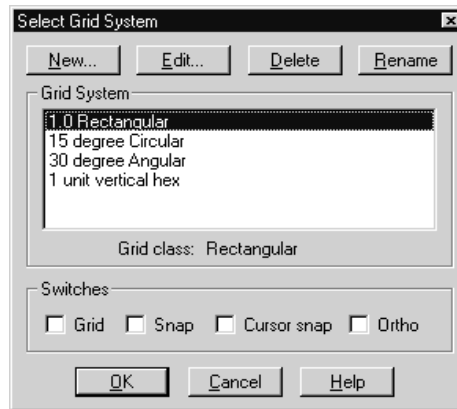 Select Grid System
New... Edit... Delete Rename
Grid System
1.0 Rectangular
15 degree Circular
30 degree Angular
1 unit vertical hex
Grid class: Rectangular
Switches
Grid Snap Cursor snap Ortho
OK Cancel Help